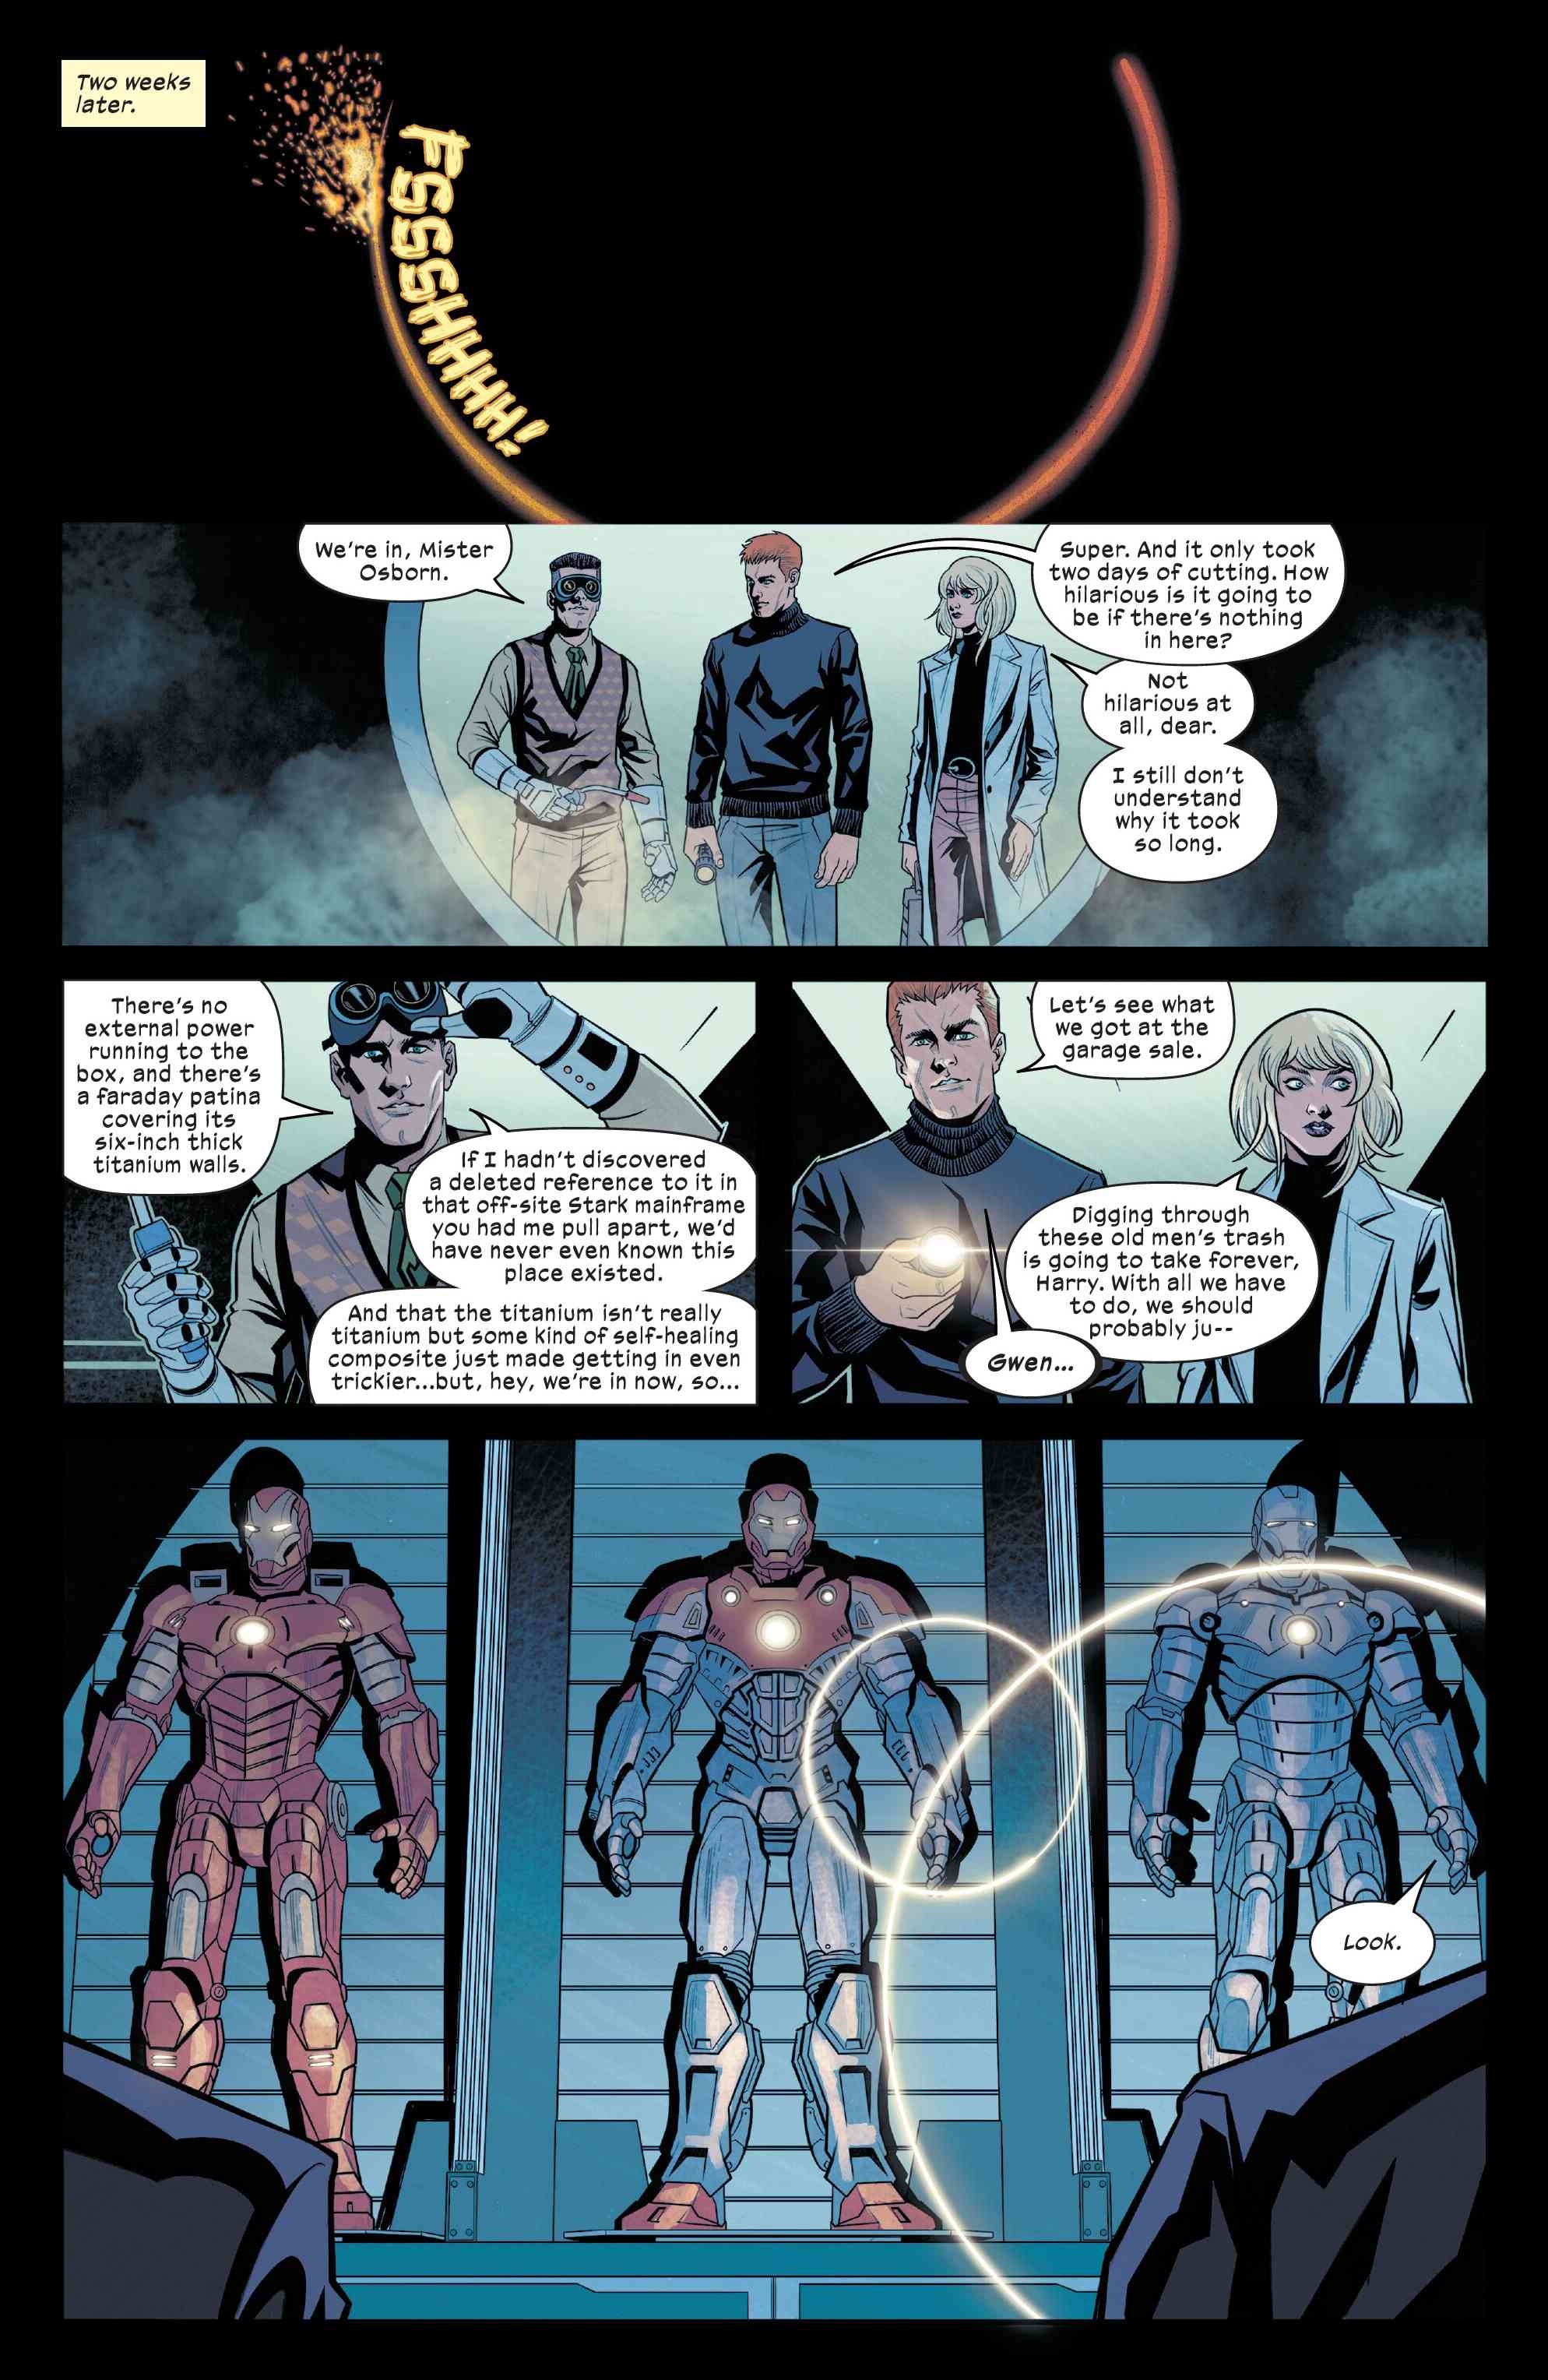 Two weeks
later.
FSSSSHHHHH!
We're in, Mister
Osborn.
Super. And it only took
two days of cutting. How
hilarious is it going to
be if there's nothing
in here?
Not
hilarious at
all, dear.
I still don't
understand
why it took
so long.
There's no
external power
running to the
box, and there's
a faraday patina
covering its
six-inch thick
titanium walls.
If I hadn't discovered
a deleted reference to it in
that off-site Stark mainframe
you had me pull apart, we'd
have never even known this
place existed.
And that the titanium isn't really
titanium but some kind of self-healing
composite just made getting in even
trickier...but, hey, we're in now, so...
Let's see what
we got at the
garage sale.
Digging through
these old men's trash
is going to take forever,
Harry. With all we have
to do, we should
probably ju--
Gwen...
Look.